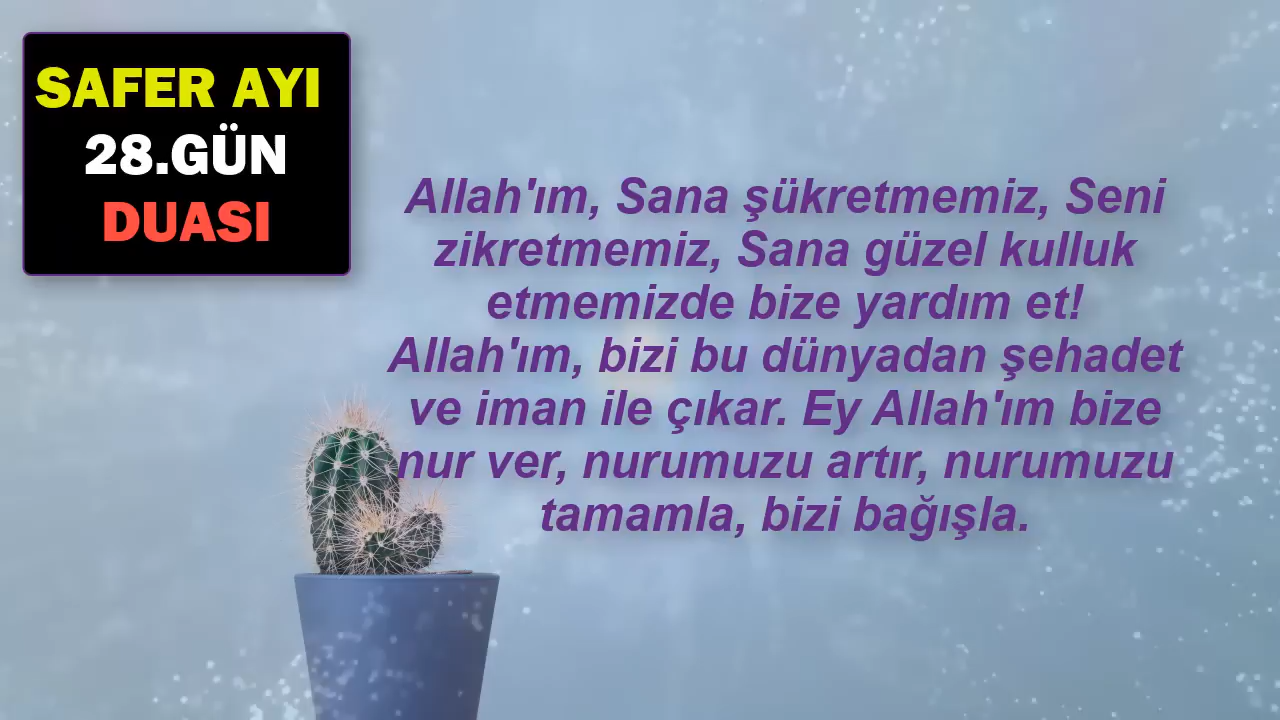 SAFER AYI
28.GÜN
DUASI
Allah'ım, Sana şükretmemiz, Seni
zikretmemiz, Sana güzel kulluk
etmemizde bize yardım et!
Allah'ım, bizi bu dünyadan şehadet
ve iman ile çıkar. Ey Allah'ım bize
nur ver, nurumuzu artır, nurumuzu
tamamla, bizi bağışla.